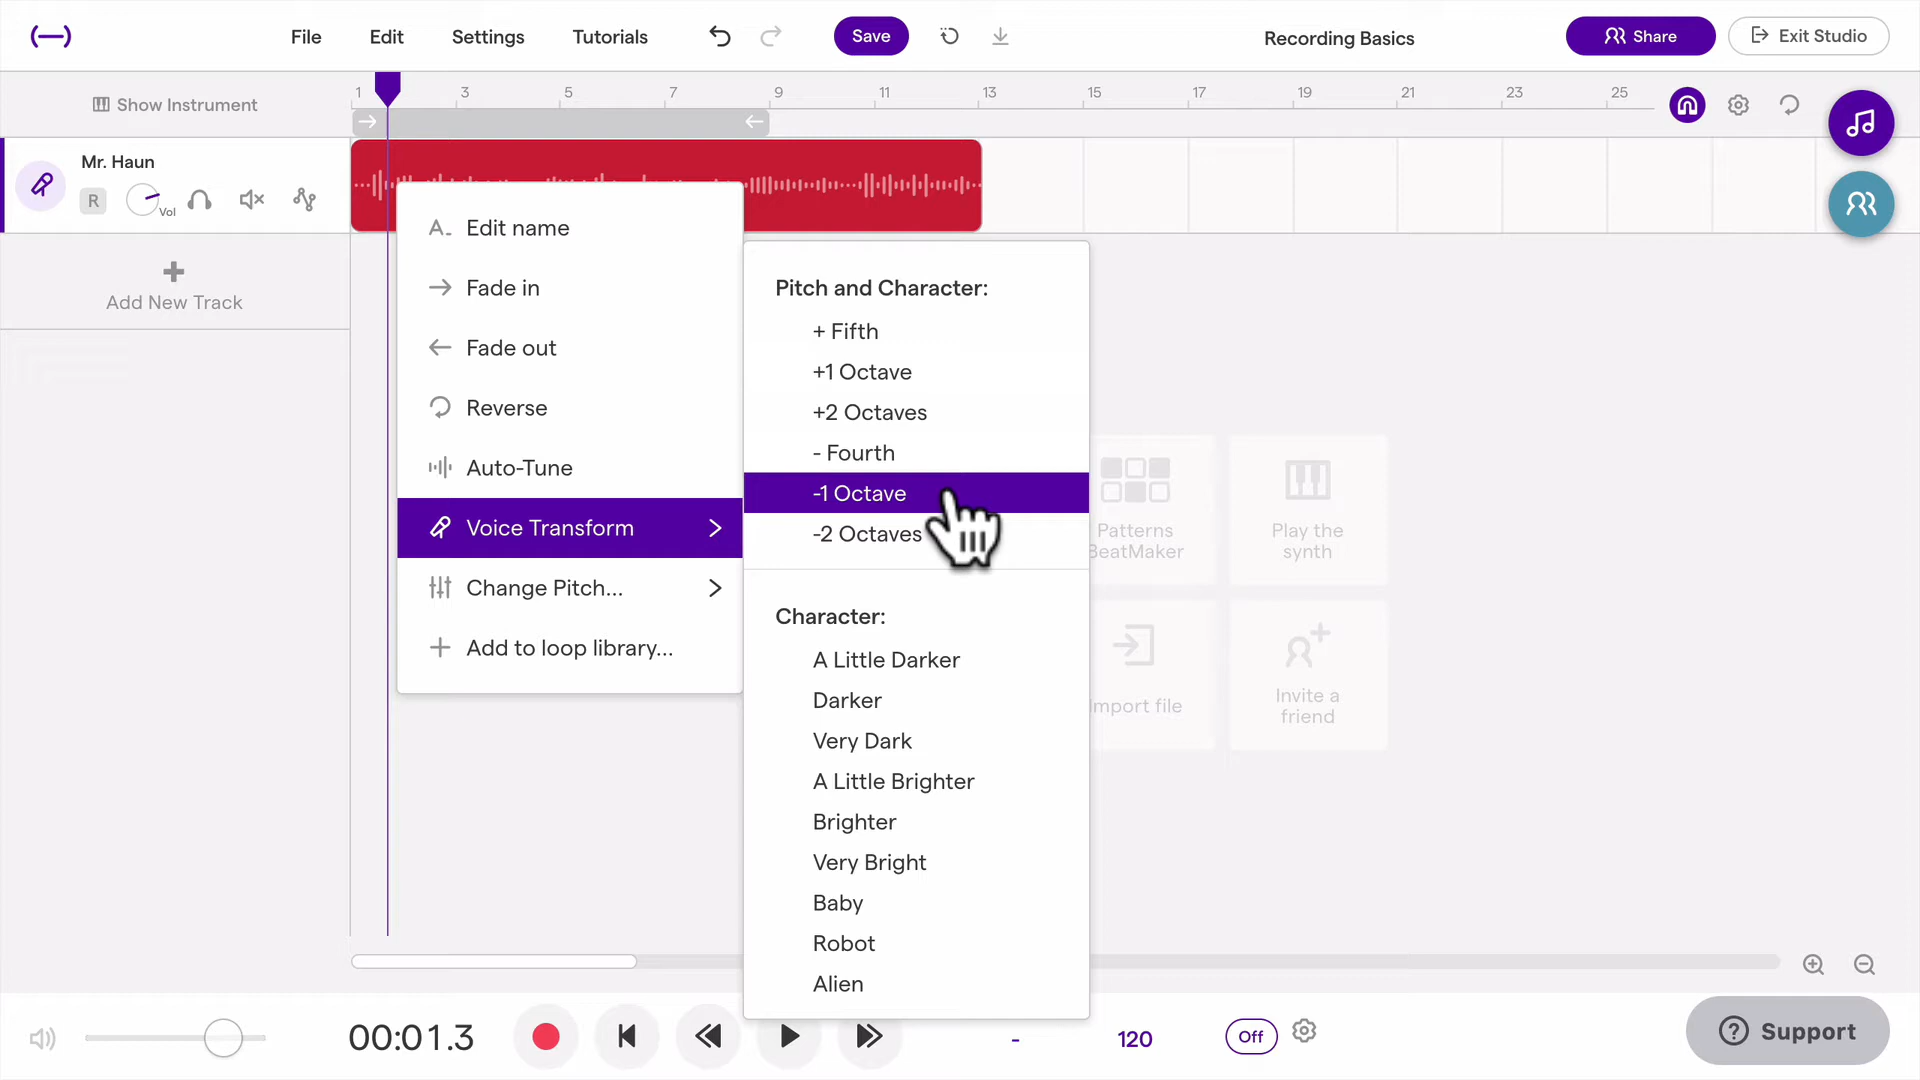 File Edit Settings Tutorials Save Recording Basics Share Exit Studio
Show Instrument
1 3 5 7 9 11 13 15 17 19 21 23 25
Mr. Haun
R Vol
Add New Track
Edit name
Fade in
Fade out
Reverse
Auto-Tune
Voice Transform
Change Pitch...
Add to loop library...
Pitch and Character:
+ Fifth
+1 Octave
+2 Octaves
- Fourth
-1 Octave
-2 Octaves
Character:
A Little Darker
Darker
Very Dark
A Little Brighter
Brighter
Very Bright
Baby
Robot
Alien
Patterns
BeatMaker
Play the
synth
Import file
Invite a
friend
00:01.3 - 120 Off
Support